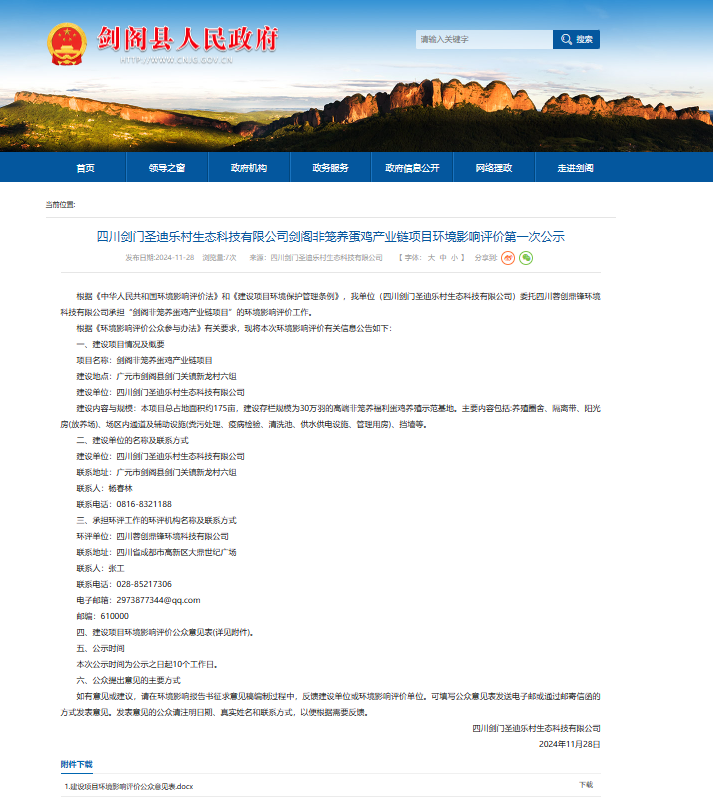 剑阁县人民政府
HTTP://WWW.CNJG.GOV.CN
请输入关键字
搜索
首页 领导之窗 政府机构 政务服务 政府信息公开 网络理政 走进剑阁
当前位置:
四川剑门圣迪乐村生态科技有限公司剑阁非笼养蛋鸡产业链项目环境影响评价第一次公示
发布日期:2024-11-28 浏览量:7次 来源：四川剑门圣迪乐村生态科技有限公司 【 字体： 大 中 小 】 分享到:
根据《中华人民共和国环境影响评价法》和《建设项目环境保护管理条例》，我单位（四川剑门圣迪乐村生态科技有限公司）委托四川蓉创鼎锋环境
科技有限公司承担“剑阁非笼养蛋鸡产业链项目”的环境影响评价工作。
根据《环境影响评价公众参与办法》有关要求，现将本次环境影响评价有关信息公告如下：
一、建设项目情况及概要
项目名称：剑阁非笼养蛋鸡产业链项目
建设地点：广元市剑阁县剑门关镇新龙村六组
建设单位：四川剑门圣迪乐村生态科技有限公司
建设内容与规模：本项目总占地面积约175亩，建设存栏规模为30万羽的高端非笼养福利蛋鸡养殖示范基地。主要内容包括:养殖圈舍、隔离带、阳光
房(放养场)、场区内通道及辅助设施(粪污处理、疫病检验、清洗池、供水供电设施、管理用房)、挡墙等。
二、建设单位的名称及联系方式
建设单位：四川剑门圣迪乐村生态科技有限公司
联系地址：广元市剑阁县剑门关镇新龙村六组
联系人：杨春林
联系电话：0816-8321188
三、承担环评工作的环评机构名称及联系方式
环评单位：四川蓉创鼎锋环境科技有限公司
联系地址：四川省成都市高新区大鼎世纪广场
联系人：张工
联系电话：028-85217306
电子邮箱：2973877344@qq.com
邮编：610000
四、建设项目环境影响评价公众意见表(详见附件)。
五、公示时间
本次公示时间为公示之日起10个工作日。
六、公众提出意见的主要方式
如有意见或建议，请在环境影响报告书征求意见稿编制过程中，反馈建设单位或环境影响评价单位。可填写公众意见表发送电子邮或通过邮寄信函的
方式发表意见。发表意见的公众请注明日期、真实姓名和联系方式，以便根据需要反馈。
四川剑门圣迪乐村生态科技有限公司
2024年11月28日
附件下载
1.建设项目环境影响评价公众意见表.docx 下载